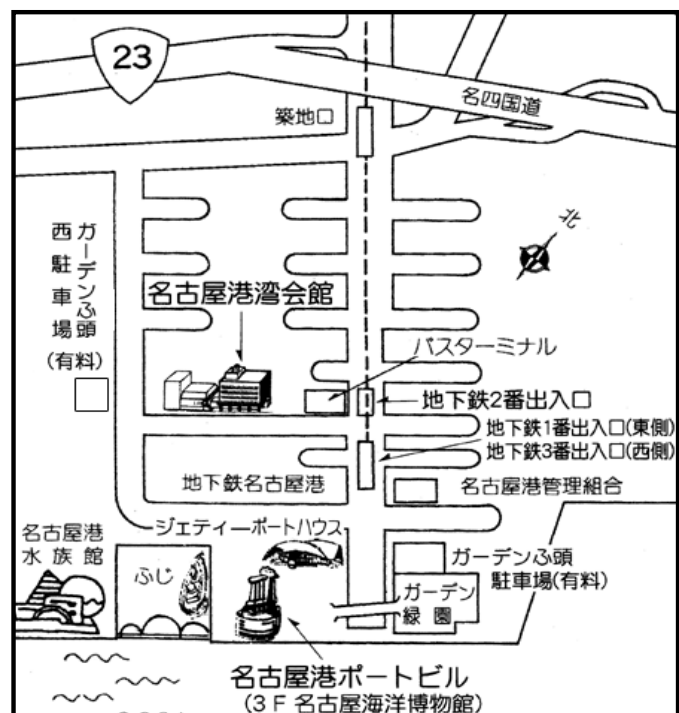 23
名四国道
築地口
北
ガーデンふ頭
西駐車場
(有料)
名古屋港湾会館
バスターミナル
地下鉄2番出入口
地下鉄1番出入口(東側)
地下鉄3番出入口(西側)
地下鉄名古屋港
名古屋港管理組合
名古屋港
水族館
ジェティー
ポートハウス
ふじ
ガーデンふ頭
駐車場(有料)
ガーデン
緑園
名古屋港ポートビル
(3F 名古屋海洋博物館)